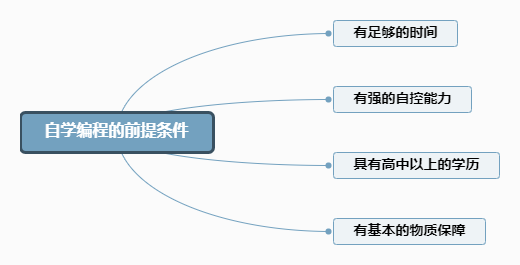 有足够的时间
有强的自控能力
自学编程的前提条件
具有高中以上的学历
有基本的物质保障